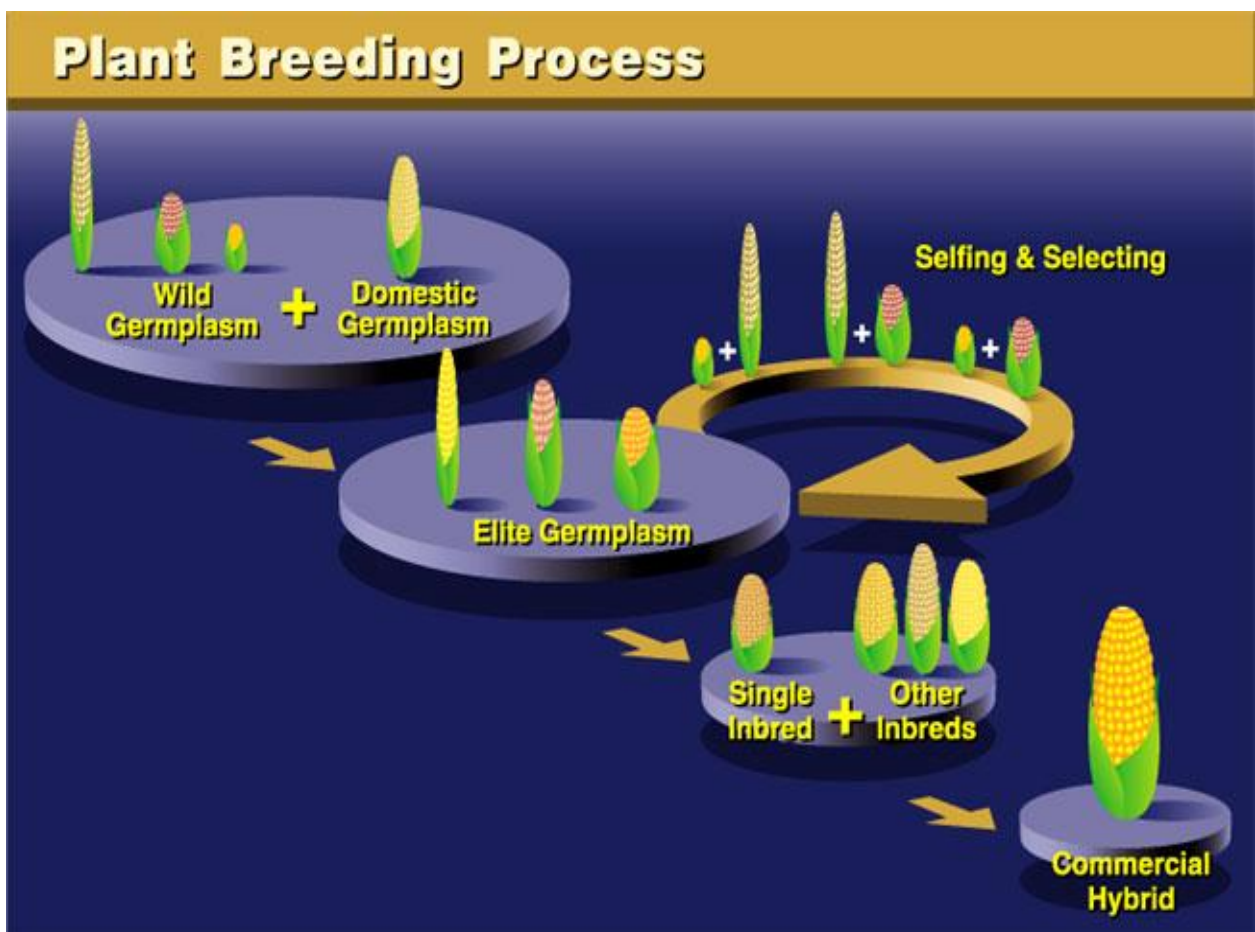 Plant Breeding Process
Wild
Germplasm
+
Domestic
Germplasm
Selfing & Selecting
+
+
+
Elite Germplasm
Single
Inbred
+
Other
Inbreds
Commercial
Hybrid